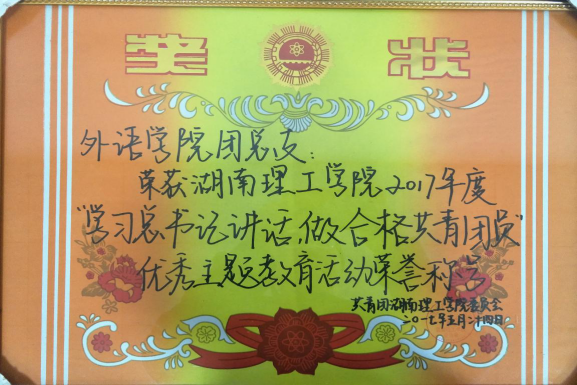 奖 状
外语学院团总支：
荣获湖南理工学院2017年度
"学习总书记讲话，做合格共青团员"
优秀主题教育活动荣誉称号
共青团湖南理工学院委员会
二〇一七年五月二十四日